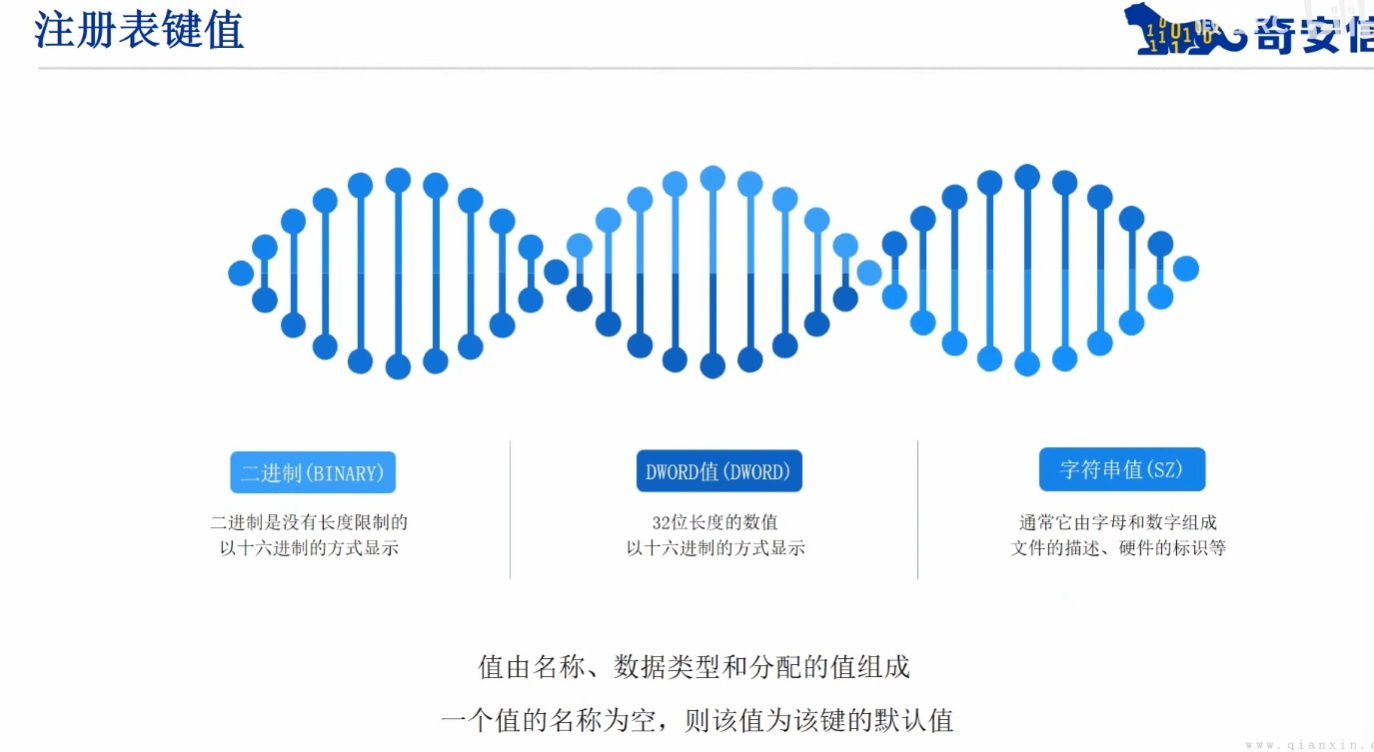 注册表键值
奇安信
二进制(BINARY)
二进制是没有长度限制的
以十六进制的方式显示
DWORD值(DWORD)
32位长度的数值
以十六进制的方式显示
字符串值(SZ)
通常它由字母和数字组成
文件的描述、硬件的标识等
值由名称、数据类型和分配的值组成
一个值的名称为空，则该值为该键的默认值
www.qianxin.c